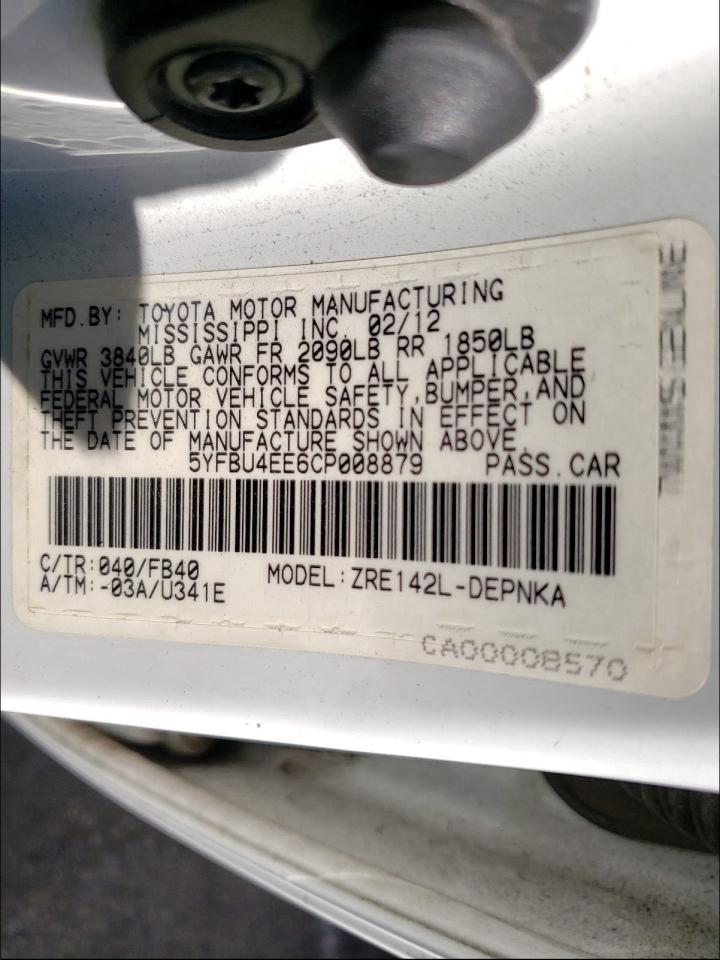 MFD.BY: TOYOTA MOTOR MANUFACTURING
MISSISSIPPI INC. 02/12
GVWR 3840LB GAWR FR 2090LB RR 1850LB
THIS VEHICLE CONFORMS TO ALL APPLICABLE
FEDERAL MOTOR VEHICLE SAFETY,BUMPER,AND
THEFT PREVENTION STANDARDS IN EFFECT ON
THE DATE OF MANUFACTURE SHOWN ABOVE.
5YFBU4EE6CP008879 PASS.CAR
C/TR:040/FB40
A/TM:-03A/U341E
MODEL:ZRE142L-DEPNKA
CA00008570